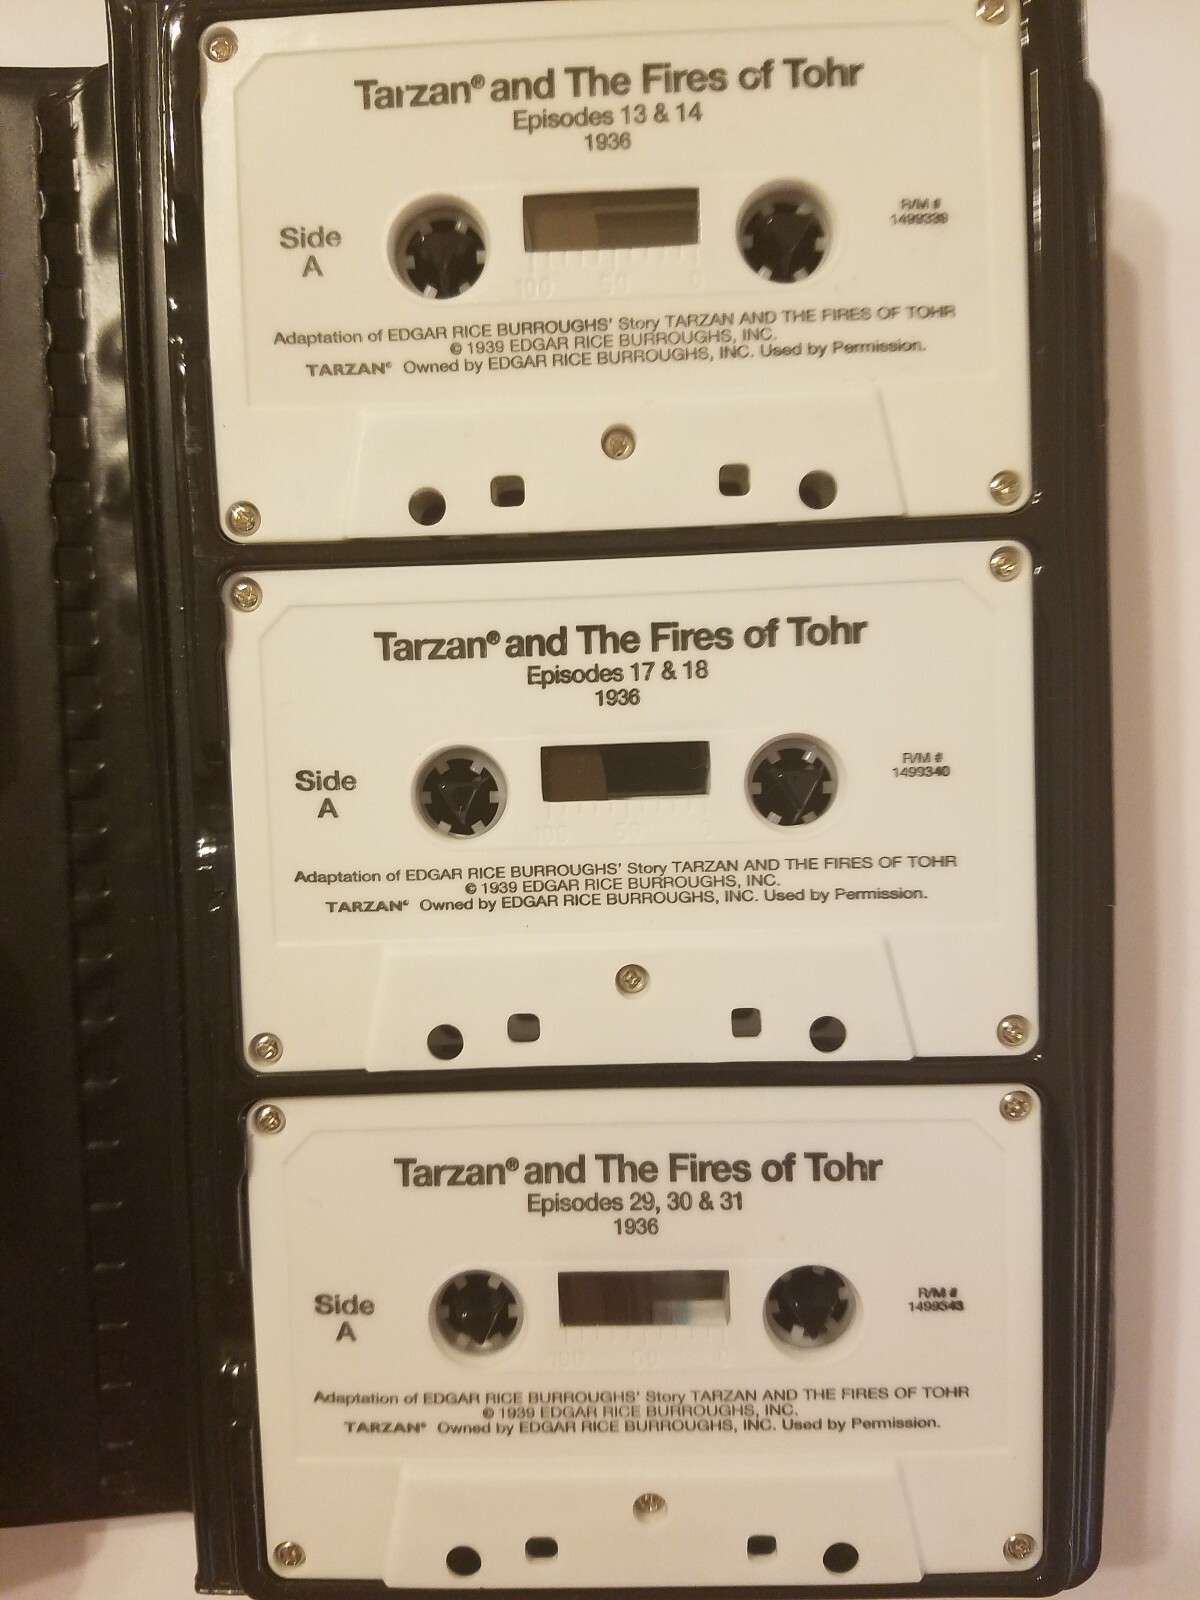 Tarzan® and The Fires of Tohr
Episodes 13 & 14
1936
Side
A
R/M #
1499339
100 50 0
Adaptation of EDGAR RICE BURROUGHS' Story TARZAN AND THE FIRES OF TOHR
© 1939 EDGAR RICE BURROUGHS, INC.
TARZAN® Owned by EDGAR RICE BURROUGHS, INC. Used by Permission.
Tarzan® and The Fires of Tohr
Episodes 17 & 18
1936
Side
A
R/M #
1499340
100 50 0
Adaptation of EDGAR RICE BURROUGHS' Story TARZAN AND THE FIRES OF TOHR
© 1939 EDGAR RICE BURROUGHS, INC.
TARZAN® Owned by EDGAR RICE BURROUGHS, INC. Used by Permission.
Tarzan® and The Fires of Tohr
Episodes 29, 30 & 31
1936
Side
A
R/M #
1499343
100 50 0
Adaptation of EDGAR RICE BURROUGHS' Story TARZAN AND THE FIRES OF TOHR
© 1939 EDGAR RICE BURROUGHS, INC.
TARZAN® Owned by EDGAR RICE BURROUGHS, INC. Used by Permission.